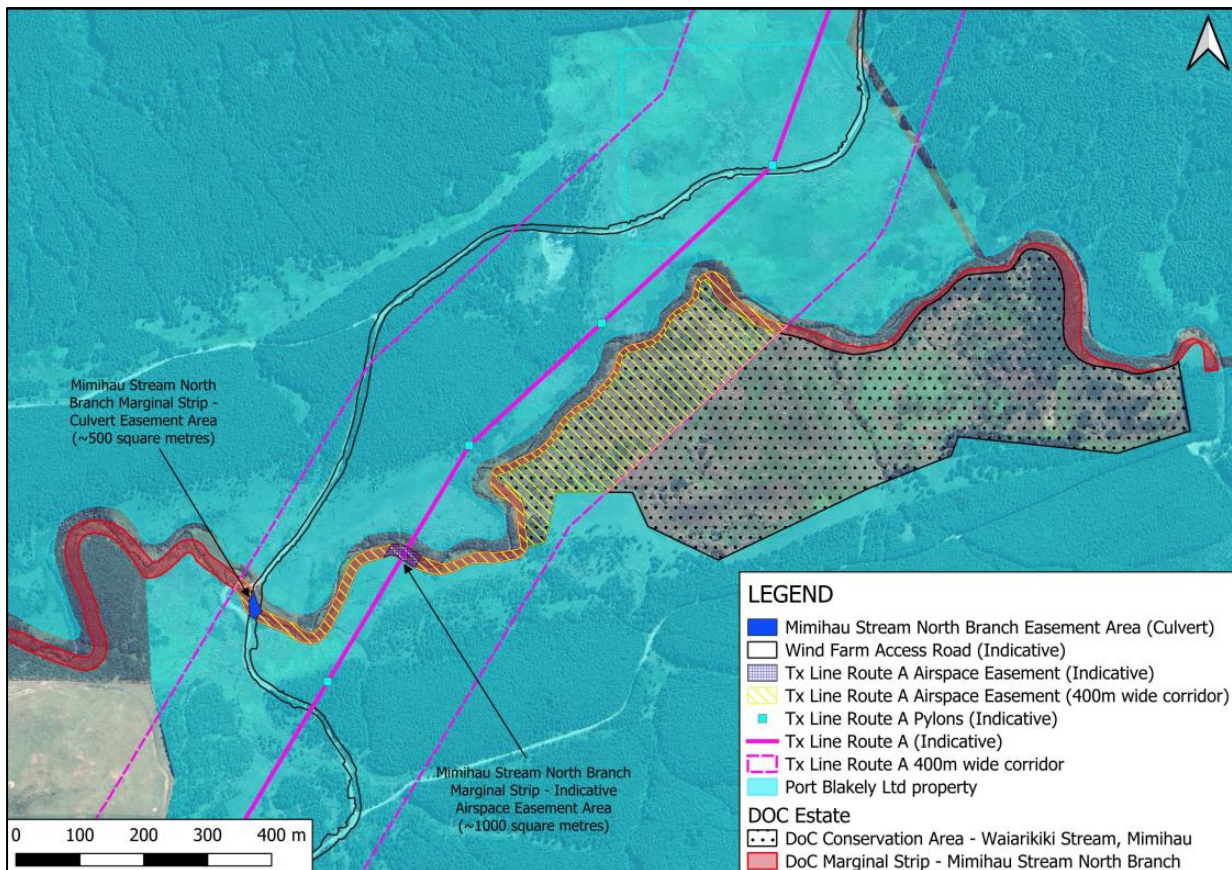 Mimihau Stream North
Branch Marginal Strip -
Culvert Easement Area
(~500 square metres)
Mimihau Stream North Branch
Marginal Strip - Indicative
Airspace Easement Area
(~1000 square metres)
0 100 200 300 400 m
LEGEND
Mimihau Stream North Branch Easement Area (Culvert)
Wind Farm Access Road (Indicative)
Tx Line Route A Airspace Easement (Indicative)
Tx Line Route A Airspace Easement (400m wide corridor)
Tx Line Route A Pylons (Indicative)
Tx Line Route A (Indicative)
Tx Line Route A 400m wide corridor
Port Blakely Ltd property
DOC Estate
DoC Conservation Area - Waiarikiki Stream, Mimihau
DoC Marginal Strip - Mimihau Stream North Branch